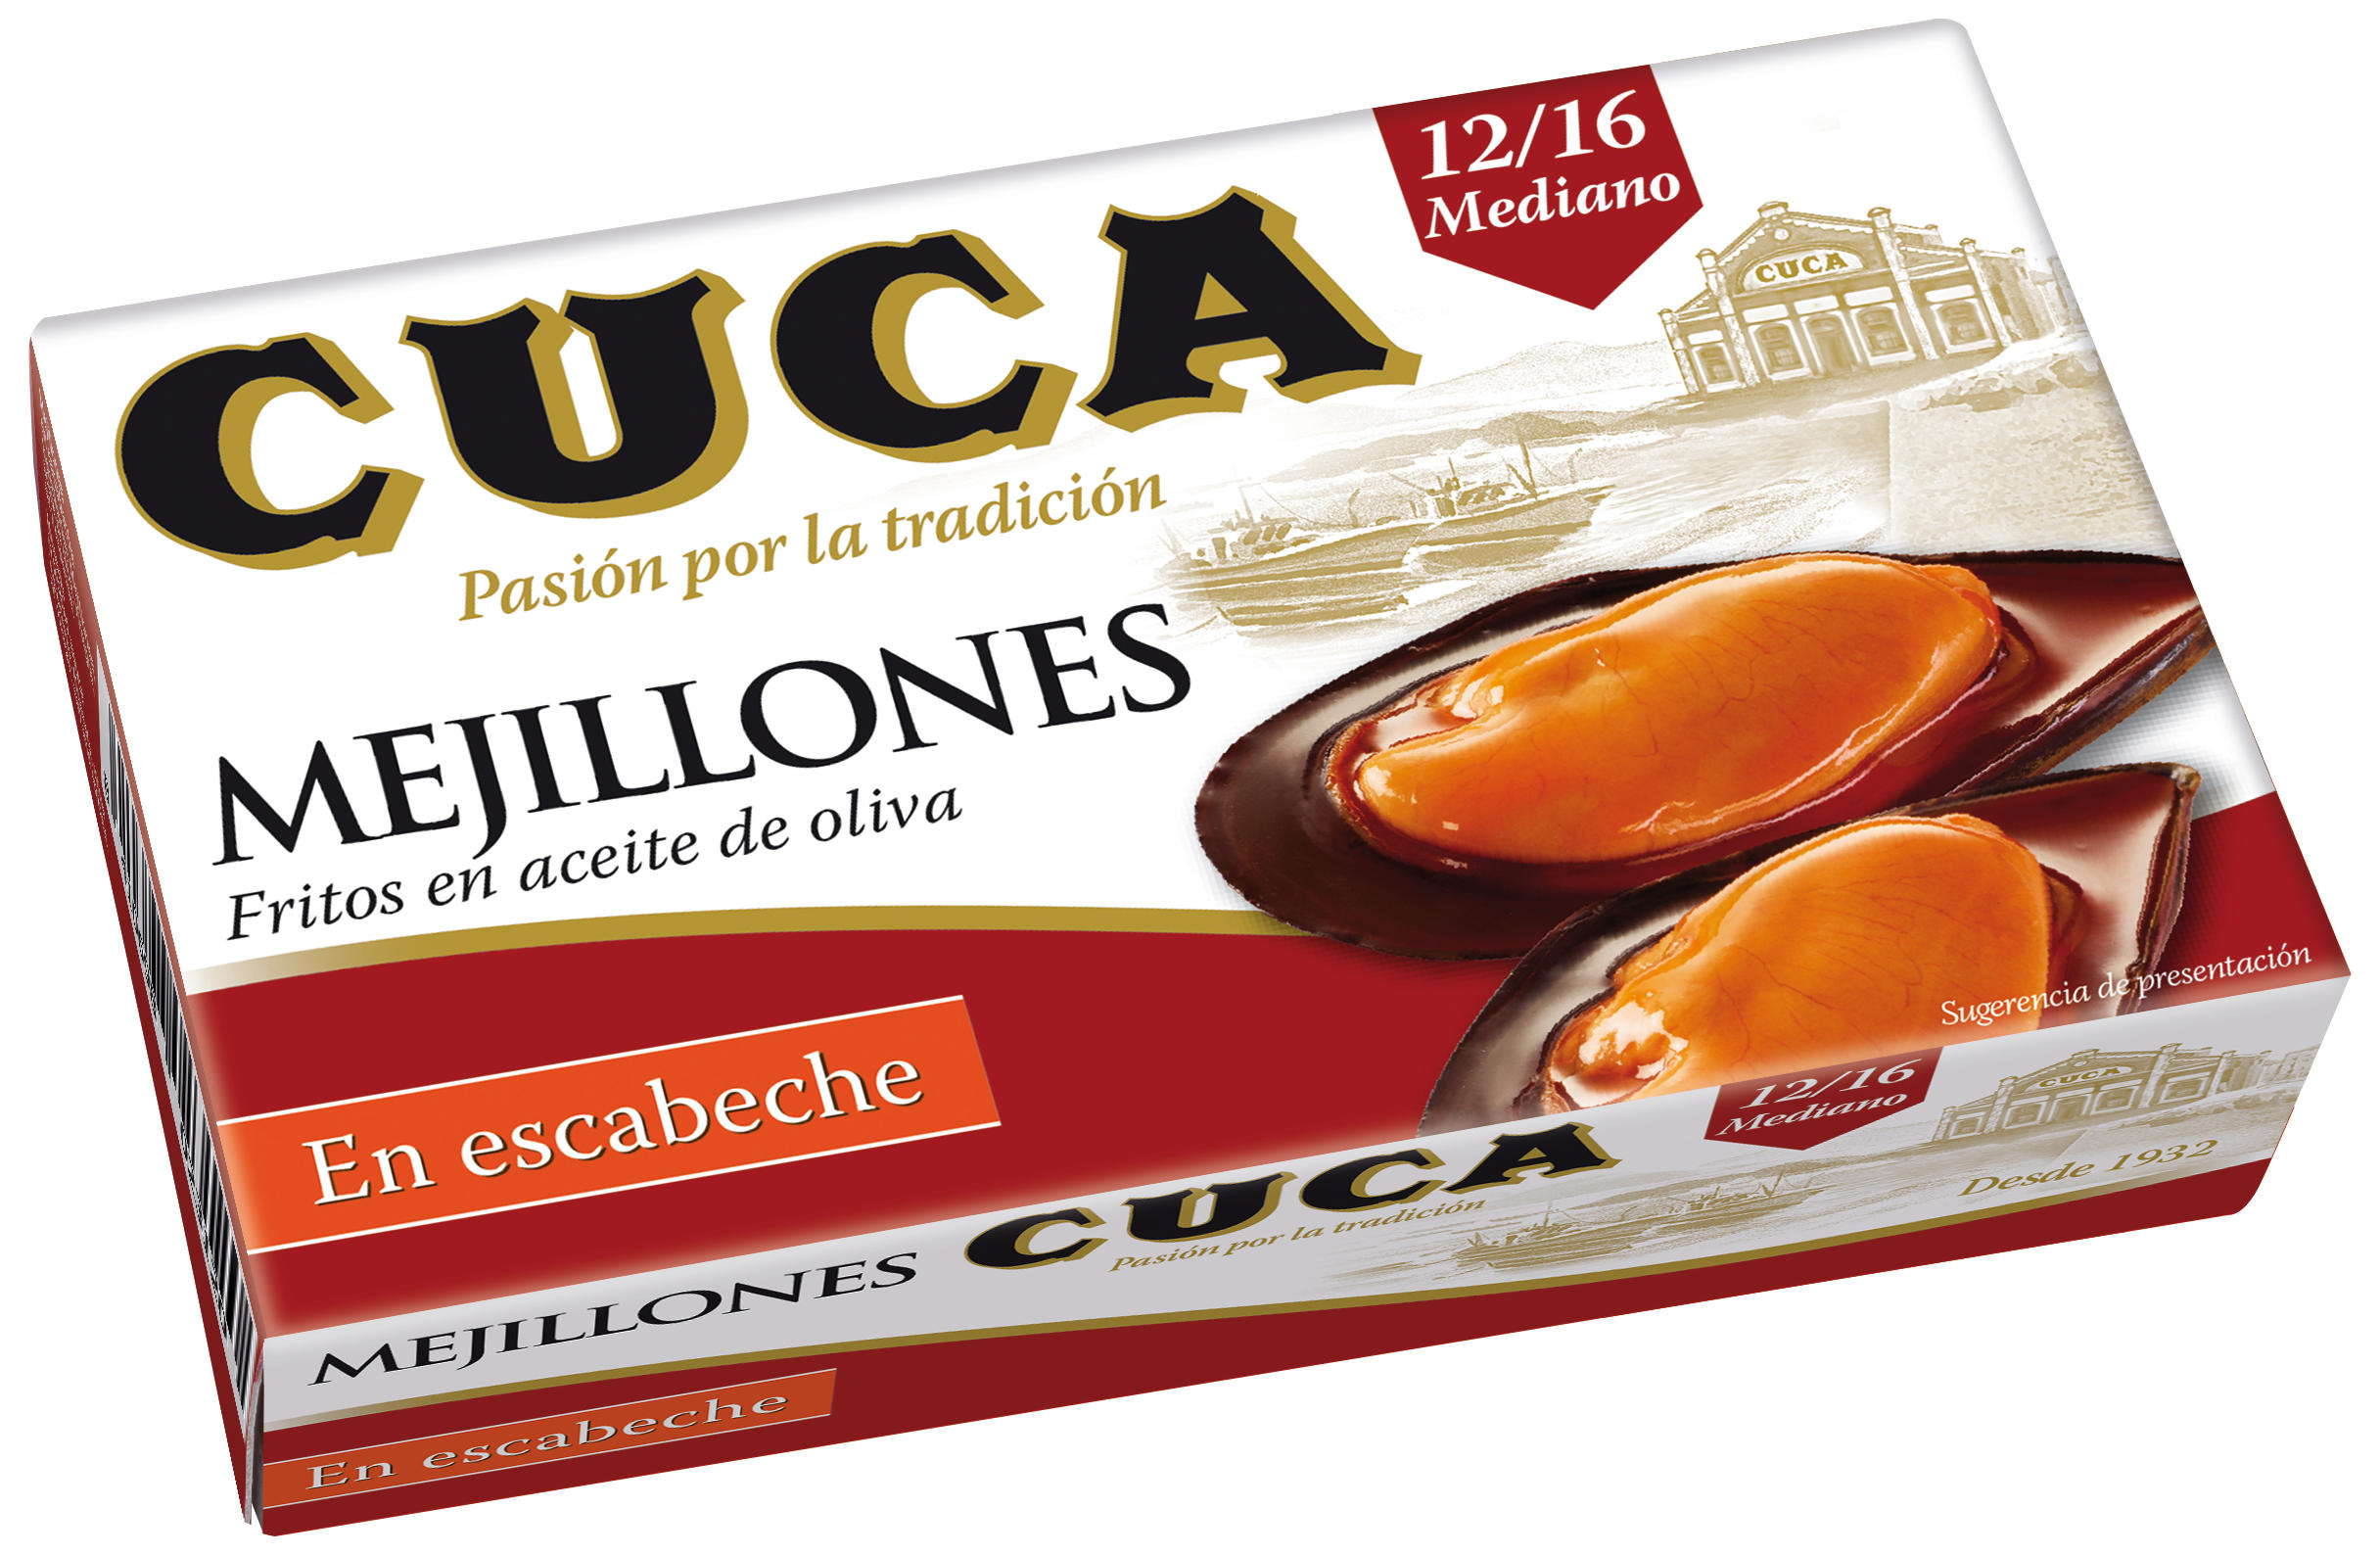 12/16
Mediano
CUCA
CUCA
Pasión por la tradición
MEJILLONES
Fritos en aceite de oliva
En escabeche
Sugerencia de presentación
12/16
Mediano
CUCA
CUCA
Pasión por la tradición
Desde 1932
MEJILLONES
En escabeche